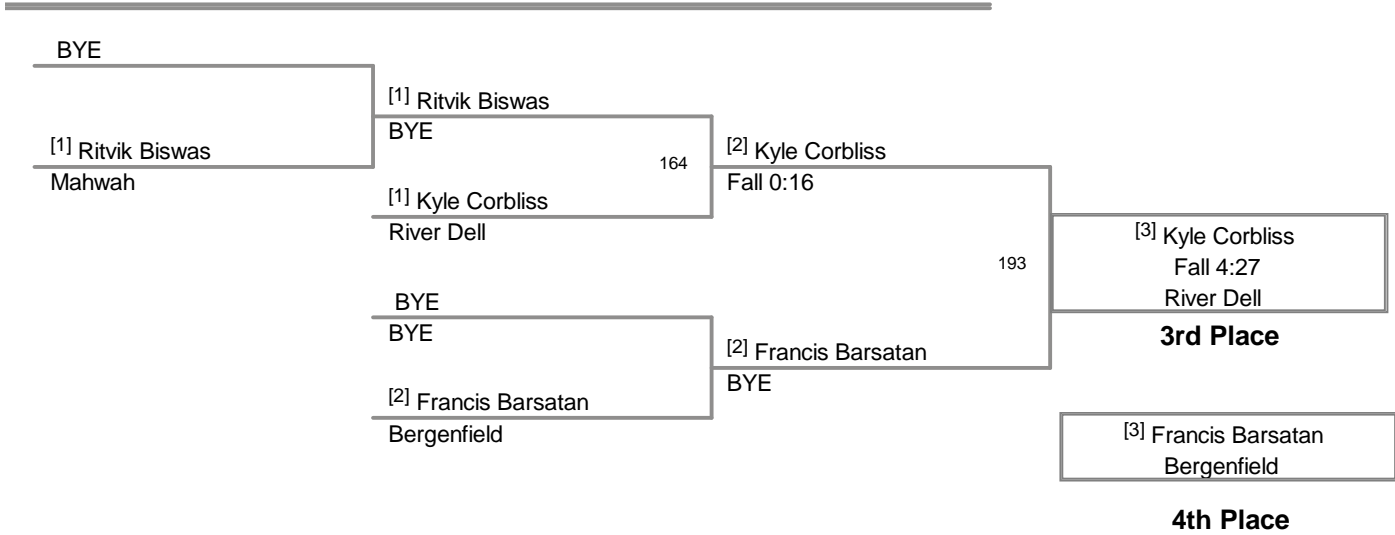 BYE
[1] Ritvik Biswas
Mahwah
[1] Ritvik Biswas
BYE
164
[1] Kyle Corbliss
River Dell
BYE
BYE
[2] Francis Barsatan
Bergenfield
[2] Kyle Corbliss
Fall 0:16
193
[2] Francis Barsatan
BYE
[3] Kyle Corbliss
Fall 4:27
River Dell
3rd Place
[3] Francis Barsatan
Bergenfield
4th Place